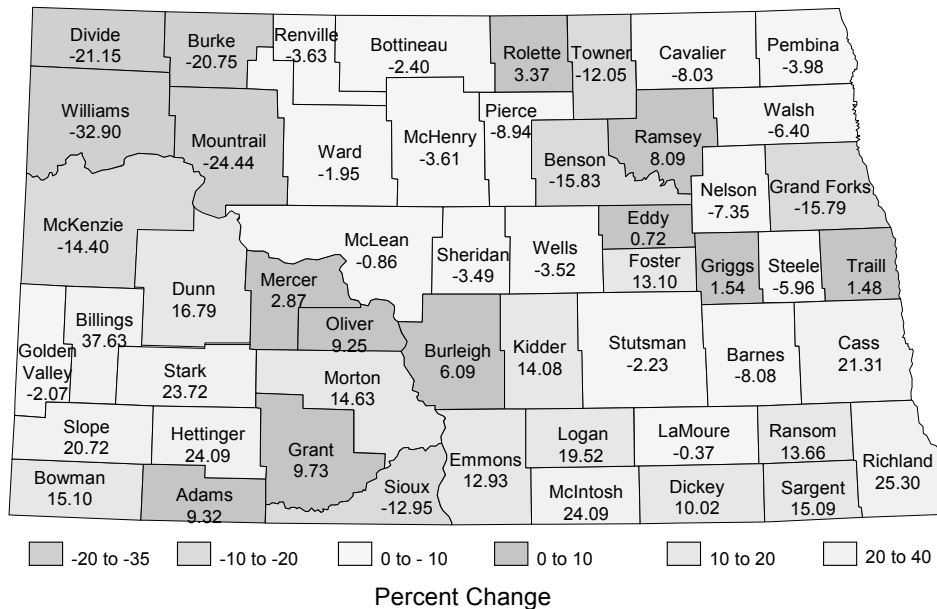 Divide
-21.15
Burke
-20.75
Renville
-3.63
Bottineau
-2.40
Rolette
3.37
Towner
-12.05
Cavalier
-8.03
Pembina
-3.98
Williams
-32.90
Mountrail
-24.44
Ward
-1.95
McHenry
-3.61
Pierce
-8.94
Benson
-15.83
Ramsey
8.09
Walsh
-6.40
Nelson
-7.35
Grand Forks
-15.79
McKenzie
-14.40
Dunn
16.79
McLean
-0.86
Mercer
2.87
Oliver
9.25
Sheridan
-3.49
Wells
-3.52
Eddy
0.72
Foster
13.10
Griggs
1.54
Steele
-5.96
Traill
1.48
Golden
Valley
-2.07
Billings
37.63
Stark
23.72
Morton
14.63
Burleigh
6.09
Kidder
14.08
Stutsman
-2.23
Barnes
-8.08
Cass
21.31
Slope
20.72
Hettinger
24.09
Grant
9.73
Bowman
15.10
Adams
9.32
Sioux
-12.95
Emmons
12.93
Logan
19.52
McIntosh
24.09
LaMoure
-0.37
Dickey
10.02
Ransom
13.66
Sargent
15.09
Richland
25.30
-20 to -35
-10 to -20
0 to - 10
0 to 10
10 to 20
20 to 40
Percent Change